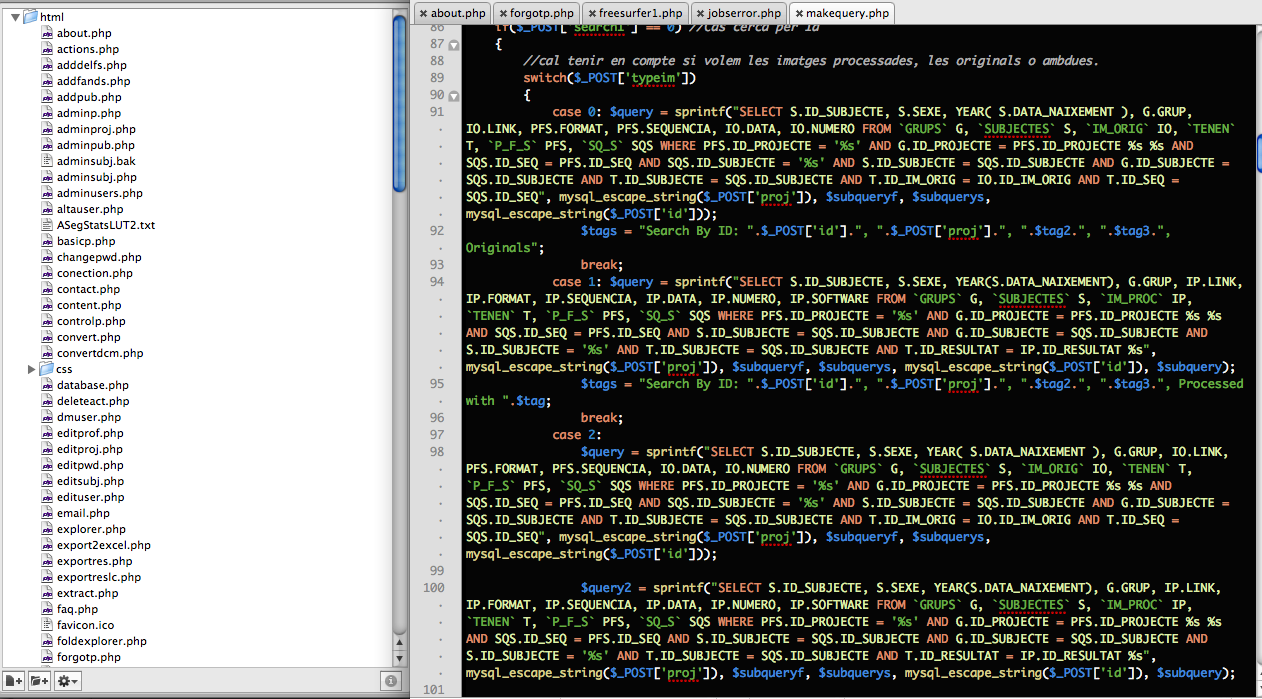 html
about.php
actions.php
adddelfs.php
addfands.php
addpub.php
adminp.php
adminproj.php
adminpub.php
adminsubj.bak
adminsubj.php
adminusers.php
altauser.php
ASegStatsLUT2.txt
basicp.php
changepwd.php
conection.php
contact.php
content.php
controlp.php
convert.php
convertdcm.php
css
database.php
deleteact.php
dmuser.php
editprof.php
editproj.php
editpwd.php
editsubj.php
edituser.php
email.php
explorer.php
export2excel.php
exportres.php
exportreslc.php
extract.php
faq.php
favicon.ico
foldexplorer.php
forgotp.php
about.php forgotp.php freesurfer1.php jobserror.php makequery.php
86 if($_POST['search1'] == 0) //Cas cerca per id
87 {
88 //cal tenir en compte si volem les imatges processades, les originals o ambdues.
89 switch($_POST['typeim'])
90 {
91 case 0: $query = sprintf("SELECT S.ID_SUBJECTE, S.SEXE, YEAR( S.DATA_NAIXEMENT ), G.GRUP,
IO.LINK, PFS.FORMAT, PFS.SEQUENCIA, IO.DATA, IO.NUMERO FROM `GRUPS` G, `SUBJECTES` S, `IM_ORIG` IO, `TENEN`
T, `P_F_S` PFS, `SQ_S` SQS WHERE PFS.ID_PROJECTE = '%s' AND G.ID_PROJECTE = PFS.ID_PROJECTE %s %s AND
SQS.ID_SEQ = PFS.ID_SEQ AND SQS.ID_SUBJECTE = '%s' AND S.ID_SUBJECTE = SQS.ID_SUBJECTE AND G.ID_SUBJECTE =
SQS.ID_SUBJECTE AND T.ID_SUBJECTE = SQS.ID_SUBJECTE AND T.ID_IM_ORIG = IO.ID_IM_ORIG AND T.ID_SEQ =
SQS.ID_SEQ", mysql_escape_string($_POST['proj']), $subqueryf, $subquerys,
mysql_escape_string($_POST['id']));
92 $tags = "Search By ID: ".$_POST['id'].", ".$_POST['proj'].", ".$tag2.", ".$tag3.",
Originals";
93 break;
94 case 1: $query = sprintf("SELECT S.ID_SUBJECTE, S.SEXE, YEAR(S.DATA_NAIXEMENT), G.GRUP, IP.LINK,
IP.FORMAT, IP.SEQUENCIA, IP.DATA, IP.NUMERO, IP.SOFTWARE FROM `GRUPS` G, `SUBJECTES` S, `IM_PROC` IP,
`TENEN` T, `P_F_S` PFS, `SQ_S` SQS WHERE PFS.ID_PROJECTE = '%s' AND G.ID_PROJECTE = PFS.ID_PROJECTE %s %s
AND SQS.ID_SEQ = PFS.ID_SEQ AND S.ID_SUBJECTE = SQS.ID_SUBJECTE AND G.ID_SUBJECTE = SQS.ID_SUBJECTE AND
S.ID_SUBJECTE = '%s' AND T.ID_SUBJECTE = SQS.ID_SUBJECTE AND T.ID_RESULTAT = IP.ID_RESULTAT %s",
mysql_escape_string($_POST['proj']), $subqueryf, $subquerys, mysql_escape_string($_POST['id']), $subquery);
95 $tags = "Search By ID: ".$_POST['id'].", ".$_POST['proj'].", ".$tag2.", ".$tag3.", Processed
with ".$tag;
96 break;
97 case 2:
98 $query = sprintf("SELECT S.ID_SUBJECTE, S.SEXE, YEAR( S.DATA_NAIXEMENT ), G.GRUP, IO.LINK,
PFS.FORMAT, PFS.SEQUENCIA, IO.DATA, IO.NUMERO FROM `GRUPS` G, `SUBJECTES` S, `IM_ORIG` IO, `TENEN` T,
`P_F_S` PFS, `SQ_S` SQS WHERE PFS.ID_PROJECTE = '%s' AND G.ID_PROJECTE = PFS.ID_PROJECTE %s %s AND
SQS.ID_SEQ = PFS.ID_SEQ AND SQS.ID_SUBJECTE = '%s' AND S.ID_SUBJECTE = SQS.ID_SUBJECTE AND G.ID_SUBJECTE =
SQS.ID_SUBJECTE AND T.ID_SUBJECTE = SQS.ID_SUBJECTE AND T.ID_IM_ORIG = IO.ID_IM_ORIG AND T.ID_SEQ =
SQS.ID_SEQ", mysql_escape_string($_POST['proj']), $subqueryf, $subquerys,
mysql_escape_string($_POST['id']));
99
100 $query2 = sprintf("SELECT S.ID_SUBJECTE, S.SEXE, YEAR(S.DATA_NAIXEMENT), G.GRUP, IP.LINK,
IP.FORMAT, IP.SEQUENCIA, IP.DATA, IP.NUMERO, IP.SOFTWARE FROM `GRUPS` G, `SUBJECTES` S, `IM_PROC` IP,
`TENEN` T, `P_F_S` PFS, `SQ_S` SQS WHERE PFS.ID_PROJECTE = '%s' AND G.ID_PROJECTE = PFS.ID_PROJECTE %s %s
AND SQS.ID_SEQ = PFS.ID_SEQ AND S.ID_SUBJECTE = SQS.ID_SUBJECTE AND G.ID_SUBJECTE = SQS.ID_SUBJECTE AND
S.ID_SUBJECTE = '%s' AND T.ID_SUBJECTE = SQS.ID_SUBJECTE AND T.ID_RESULTAT = IP.ID_RESULTAT %s",
mysql_escape_string($_POST['proj']), $subqueryf, $subquerys, mysql_escape_string($_POST['id']), $subquery);
101